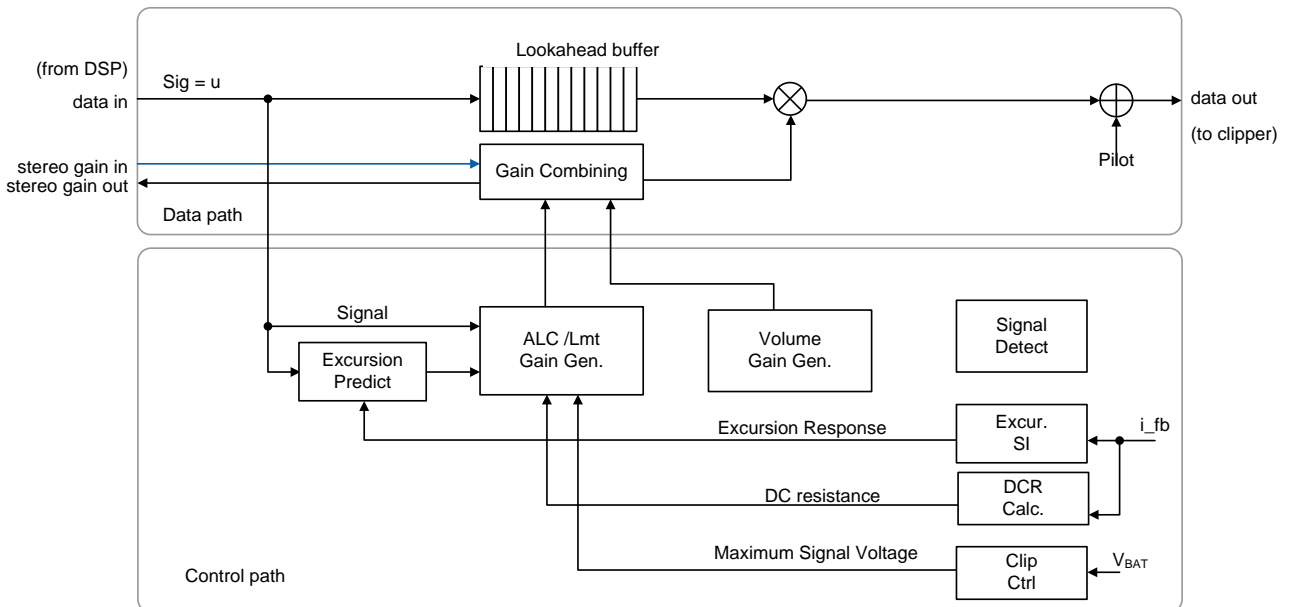 Lookahead buffer
(from DSP)
Sig = u
data in
data out
(to clipper)
Pilot
stereo gain in
stereo gain out
Gain Combining
Data path
Signal
ALC /Lmt
Gain Gen.
Volume
Gain Gen.
Signal
Detect
Excursion
Predict
Excursion Response
Excur.
SI
i_fb
DC resistance
DCR
Calc.
Maximum Signal Voltage
Clip
Ctrl
VBAT
Control path